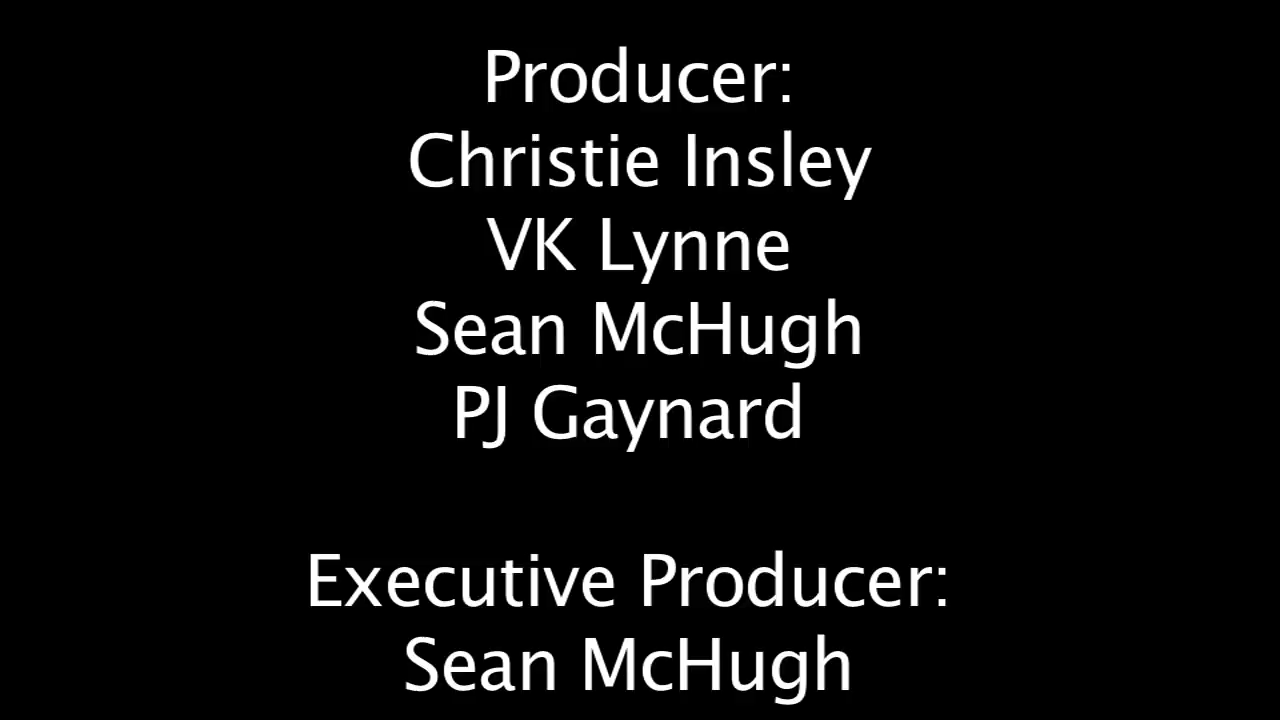 Producer:
Christie Insley
VK Lynne
Sean McHugh
PJ Gaynard
Executive Producer:
Sean McHugh